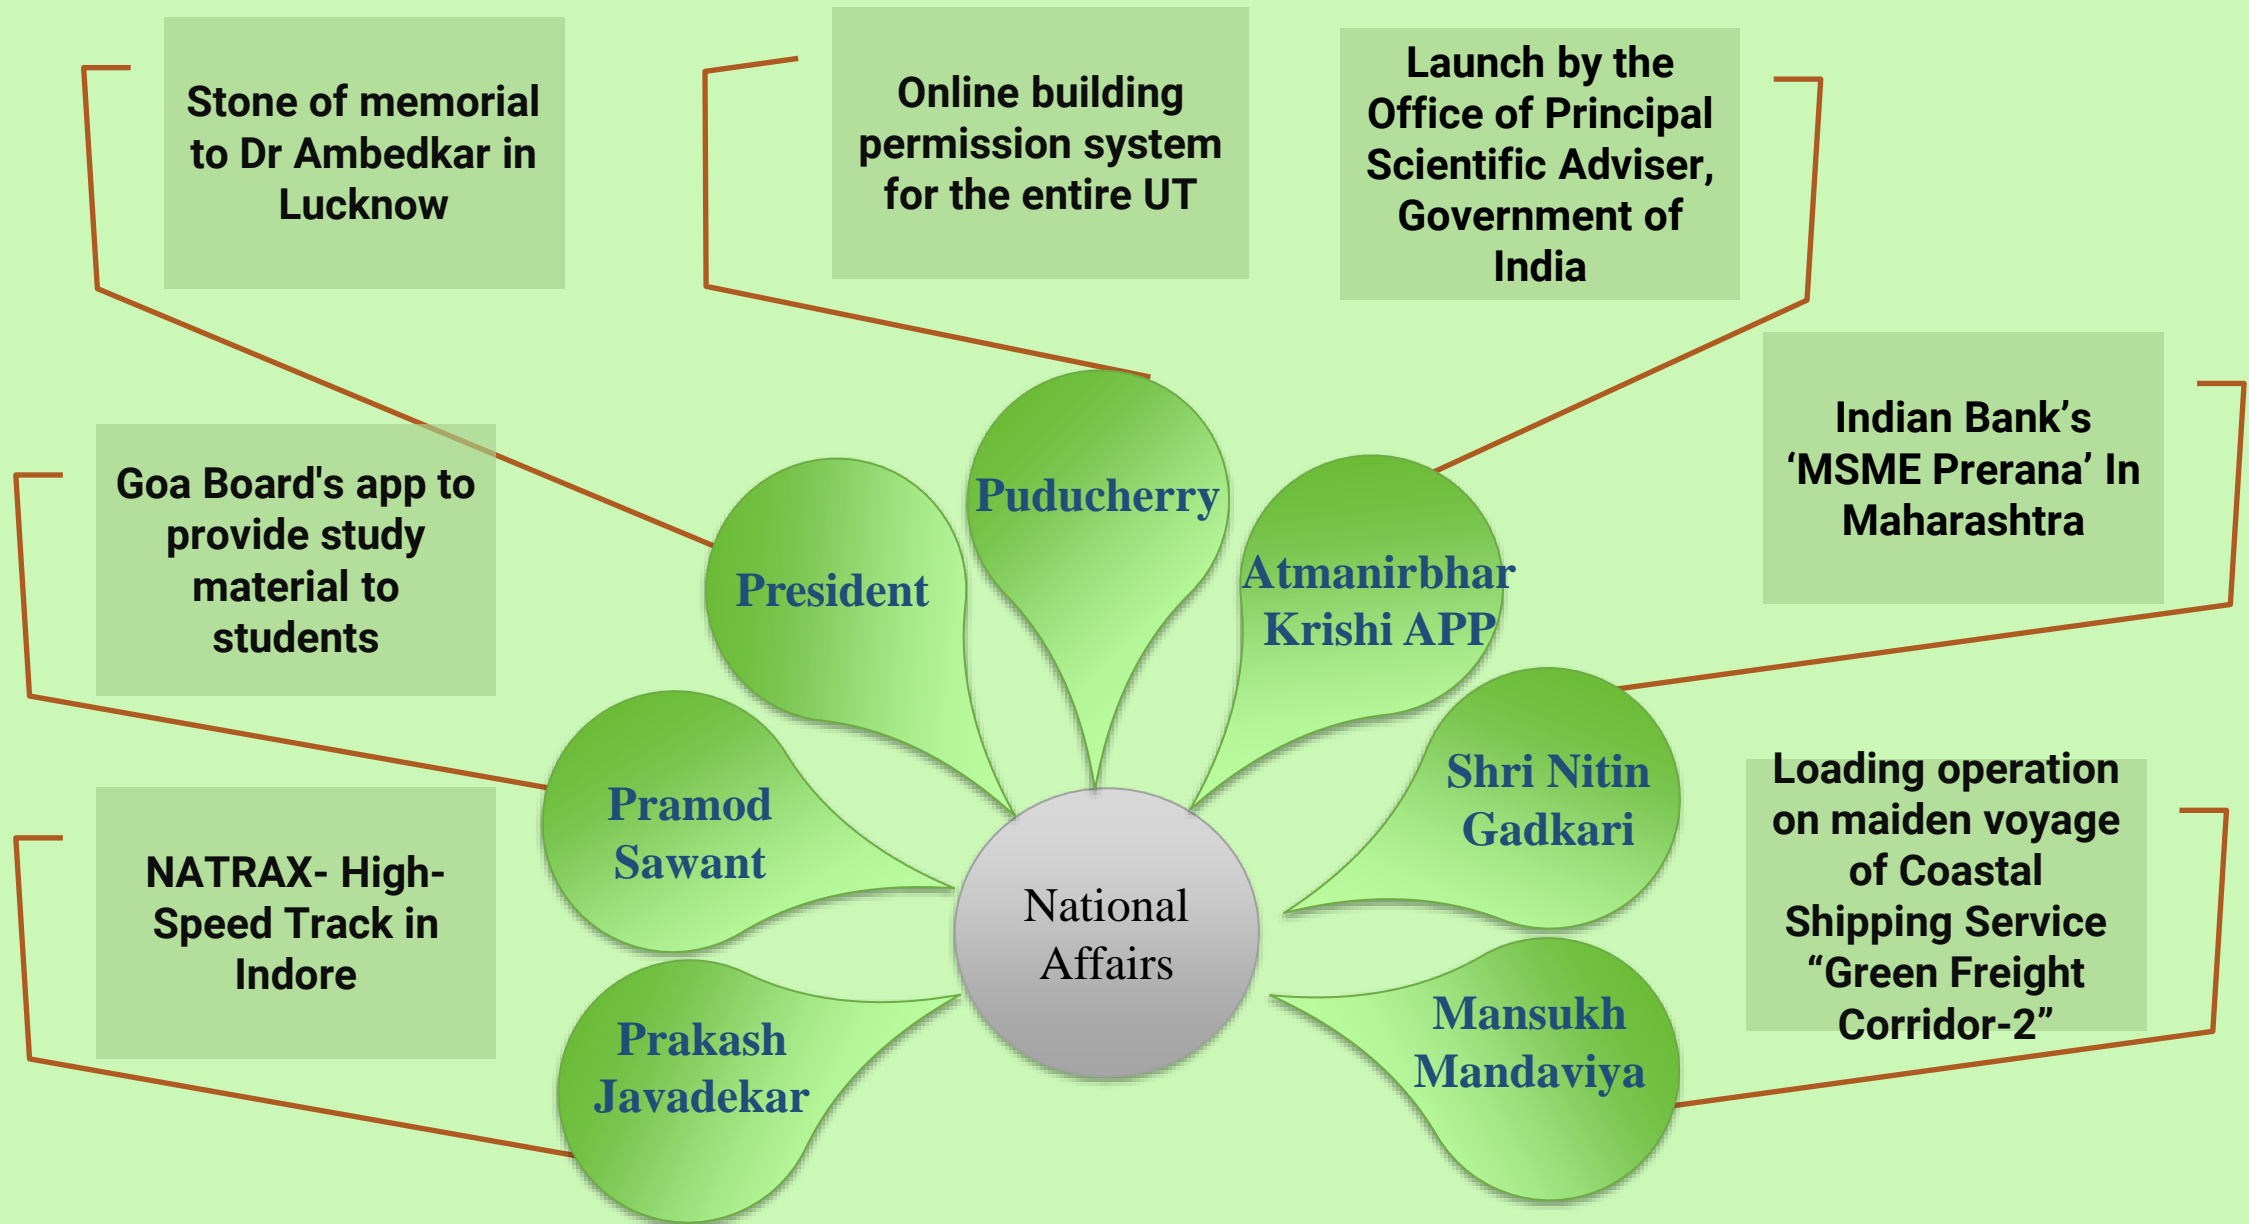 Stone of memorial
to Dr Ambedkar in
Lucknow
Online building
permission system
for the entire UT
Launch by the
Office of Principal
Scientific Adviser,
Government of
India
Indian Bank’s
‘MSME Prerana’ In
Maharashtra
Goa Board's app to
provide study
material to
students
Puducherry
President
Atmanirbhar
Krishi APP
Pramod
Sawant
Shri Nitin
Gadkari
Loading operation
on maiden voyage
of Coastal
Shipping Service
“Green Freight
Corridor-2”
NATRAX- High-
Speed Track in
Indore
National
Affairs
Prakash
Javadekar
Mansukh
Mandaviya